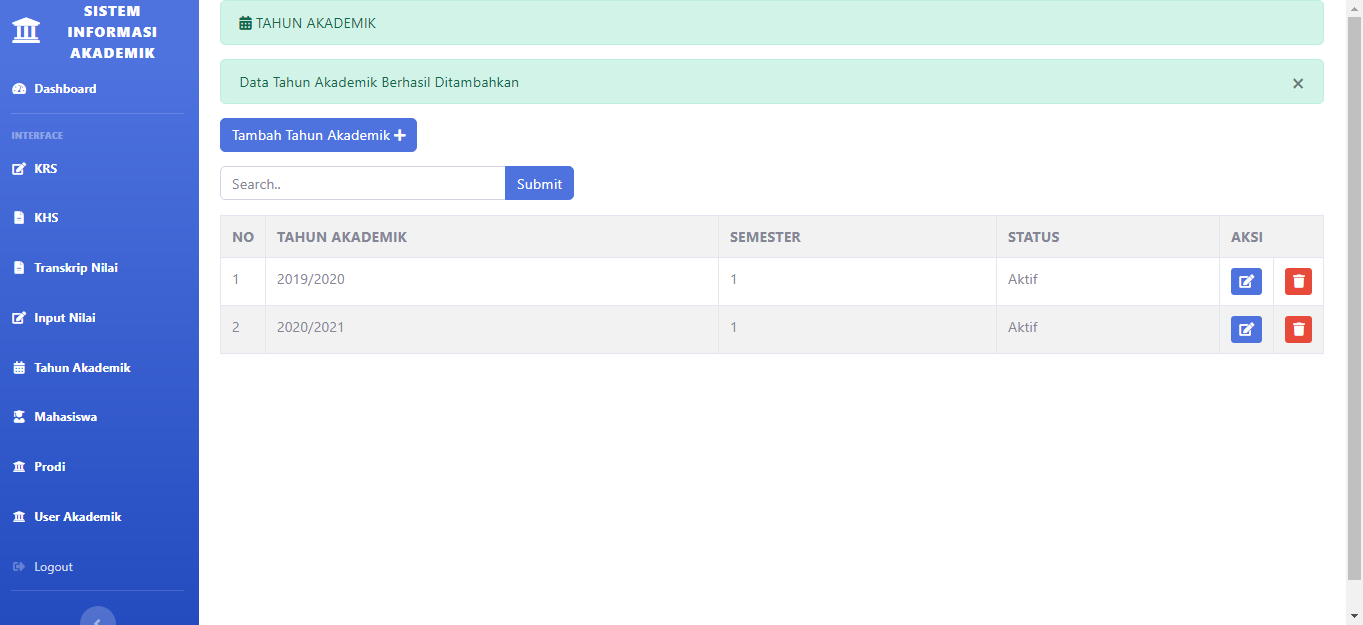 SISTEM
INFORMASI
AKADEMIK
Dashboard
INTERFACE
KRS
KHS
Transkrip Nilai
Input Nilai
Tahun Akademik
Mahasiswa
Prodi
User Akademik
Logout
TAHUN AKADEMIK
Data Tahun Akademik Berhasil Ditambahkan ×
Tambah Tahun Akademik
Search.. Submit
NO TAHUN AKADEMIK SEMESTER STATUS AKSI
1 2019/2020 1 Aktif
2 2020/2021 1 Aktif